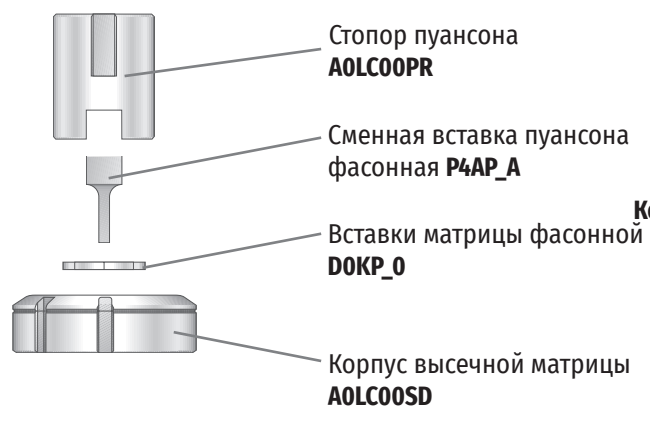 Стопор пуансона
A0LC00PR
Сменная вставка пуансона
фасонная P4AP_A
Вставки матрицы фасонной
D0KP_0
Корпус высечной матрицы
A0LC00SD